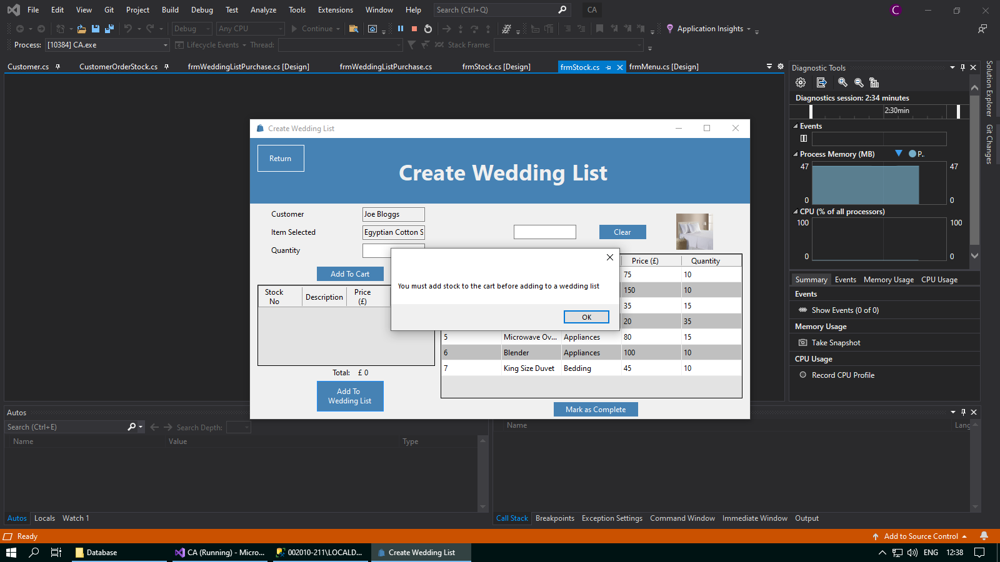 File Edit View Git Project Build Debug Test Analyze Tools Extensions Window Help Search (Ctrl+Q) CA C
Debug Any CPU Continue Application Insights
Process: [10384] CA.exe Lifecycle Events Thread: Stack Frame:
Customer.cs CustomerOrderStock.cs frmWeddingListPurchase.cs [Design] frmWeddingListPurchase.cs frmStock.cs [Design] frmStock.cs frmMenu.cs [Design]
Create Wedding List
Return
Create Wedding List
Customer Joe Bloggs
Item Selected Egyptian Cotton S
Clear
Quantity
Add To Cart
Stock No Description Price (£)
Total: £ 0
Add To
Wedding List
You must add stock to the cart before adding to a wedding list
OK
Price (£) Quantity
75 10
150 10
35 15
20 35
5 Microwave Ov... Appliances 80 15
6 Blender Appliances 100 10
7 King Size Duvet Bedding 45 10
Mark as Complete
Diagnostic Tools
Diagnostics session: 2:34 minutes
2:30min
Events
Process Memory (MB) P..
47 47
0 0
CPU (% of all processors)
100 100
0 0
Summary Events Memory Usage CPU Usage
Events
Show Events (0 of 0)
Memory Usage
Take Snapshot
CPU Usage
Record CPU Profile
Solution Explorer
Git Changes
Autos
Search (Ctrl+E) Search Depth:
Name Value Type
Autos Locals Watch 1
Name Lang
Call Stack Breakpoints Exception Settings Command Window Immediate Window Output
Ready Add to Source Control
Database CA (Running) - Micro... 002010-211\LOCALD... Create Wedding List ENG 12:38